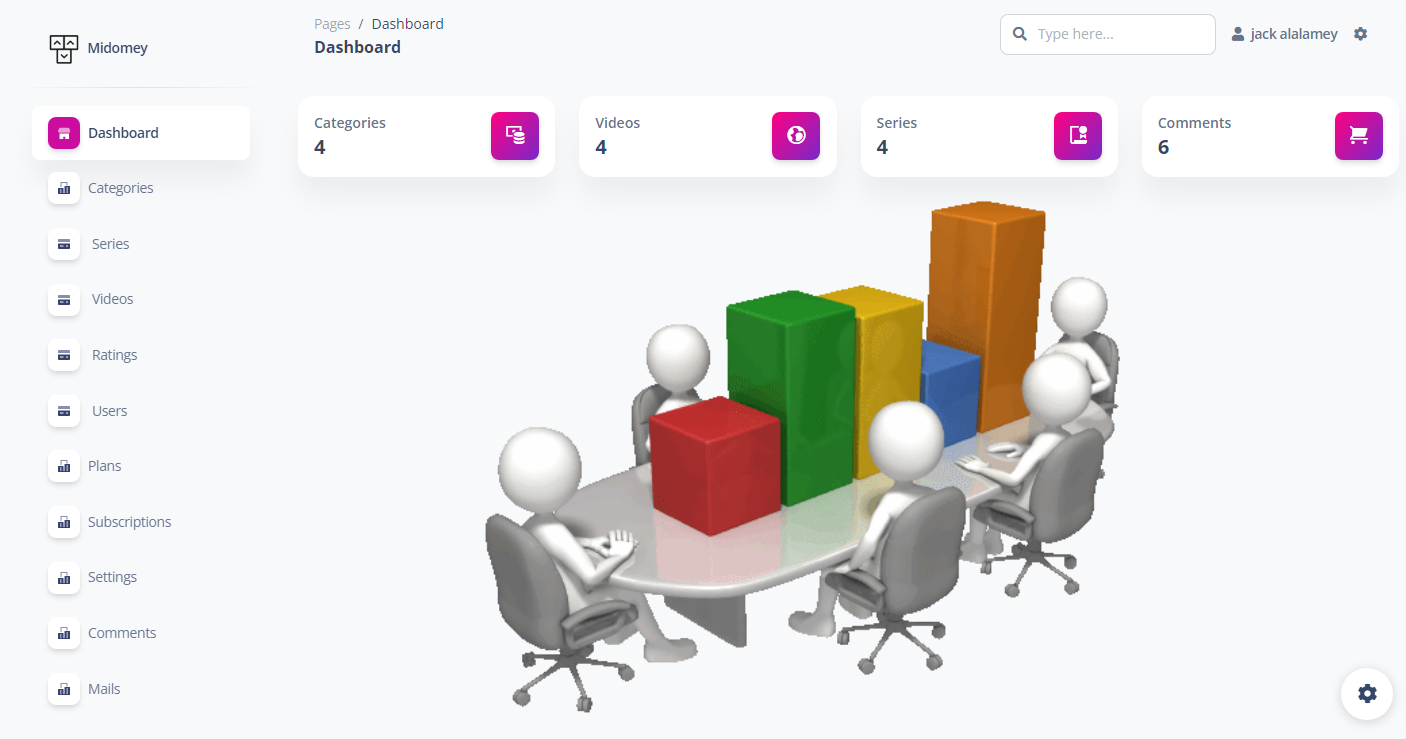 Midomey
Pages / Dashboard
Dashboard
Type here...
jack alalamey
Dashboard
Categories
Series
Videos
Ratings
Users
Plans
Subscriptions
Settings
Comments
Mails
Categories
4
Videos
4
Series
4
Comments
6